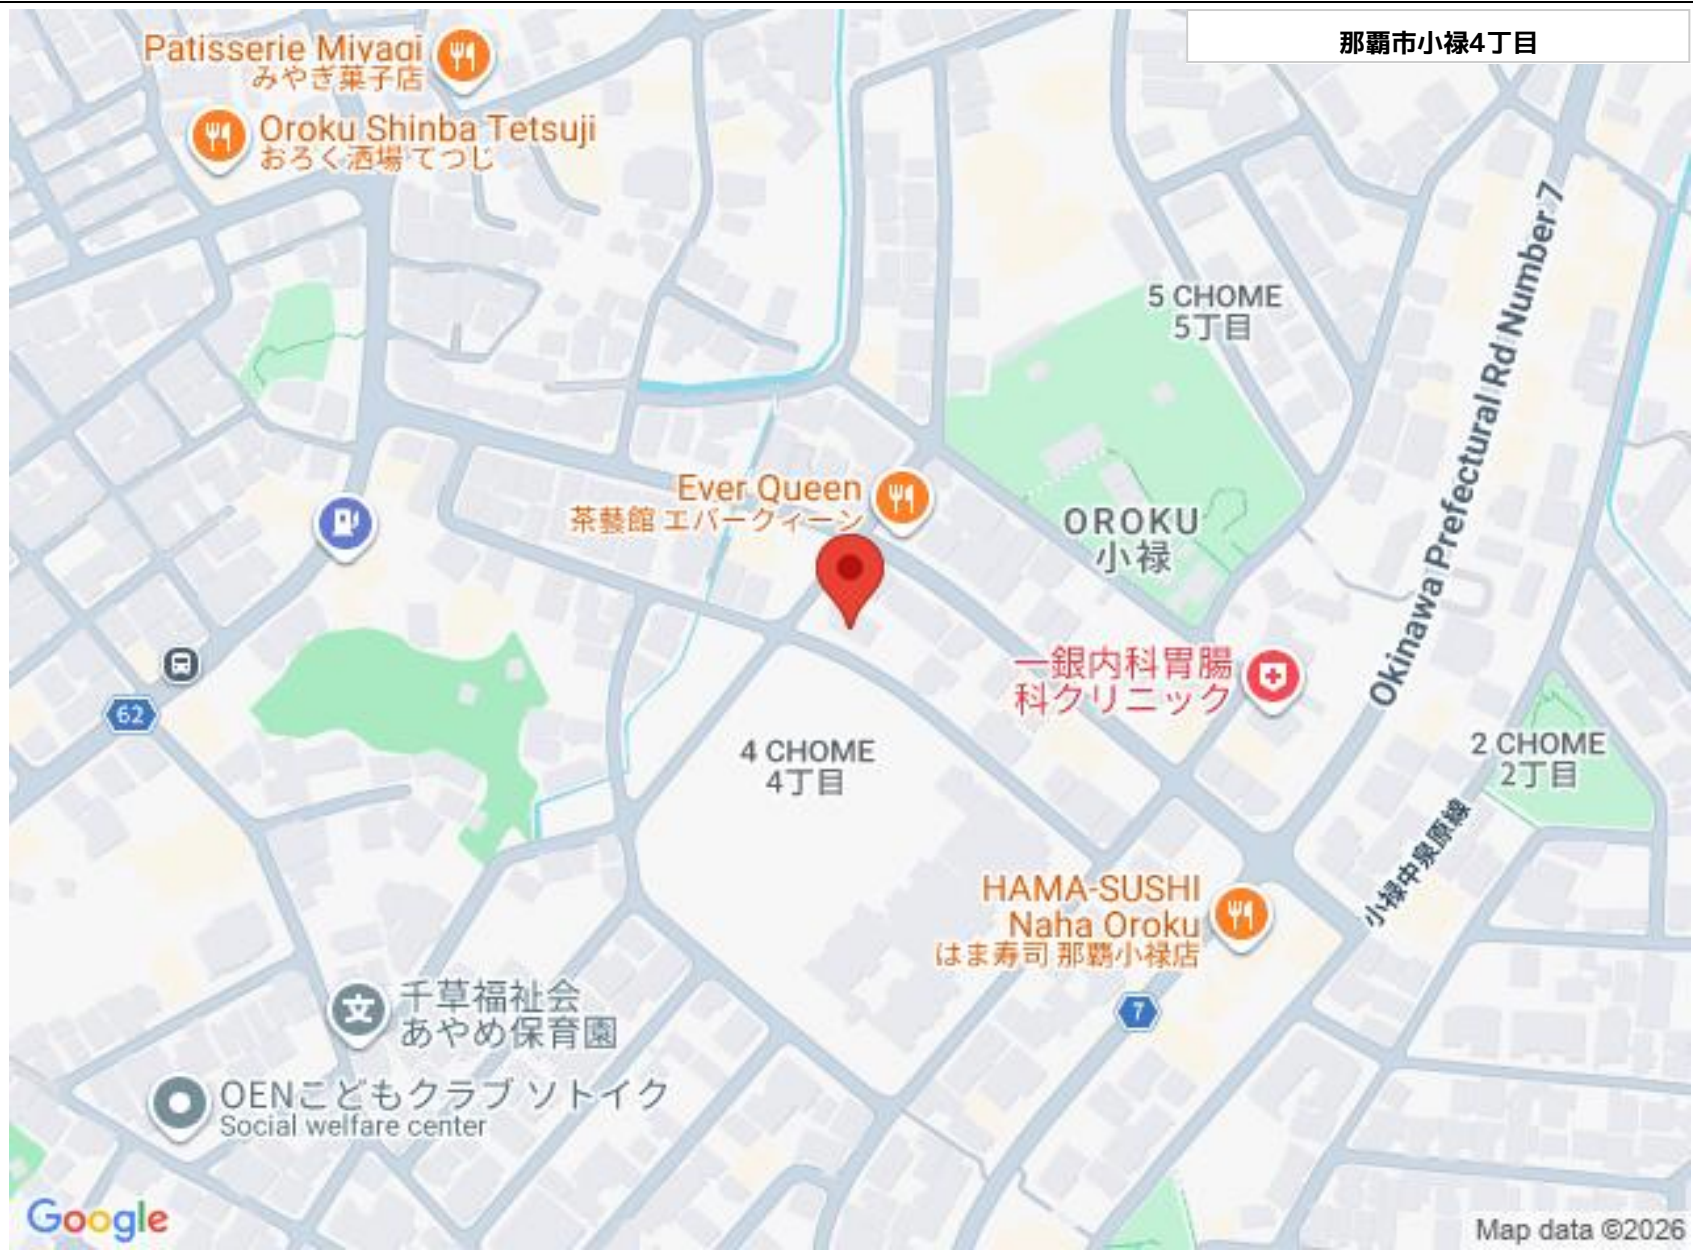 那覇市小禄4丁目
Patisserie Miyagi
みやぎ菓子店
Oroku Shinba Tetsuji
おろく酒場 てつじ
5 CHOME
5丁目
Okinawa Prefectural Rd Number 7
Ever Queen
茶藝館 エバークィーン
OROKU
小禄
一銀内科胃腸
科クリニック
62
4 CHOME
4丁目
2 CHOME
2丁目
小禄中泉原線
HAMA-SUSHI
Naha Oroku
はま寿司 那覇小禄店
7
文
千草福祉会
あやめ保育園
OENこどもクラブ ソトイク
Social welfare center
Google
Map data ©2026